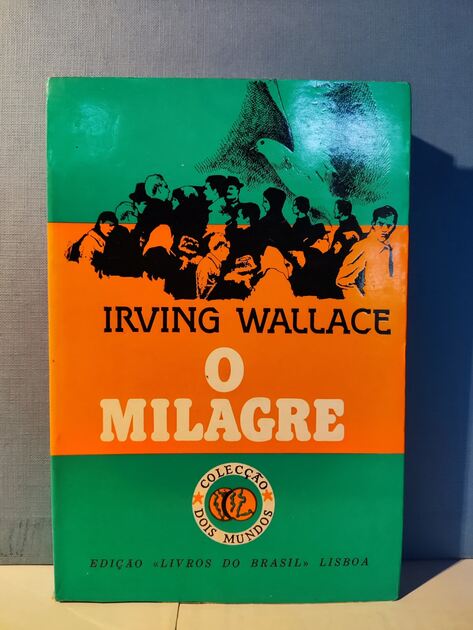 IRVING WALLACE
O
MILAGRE
COLECÇÃO
DOIS MUNDOS
EDIÇÃO «LIVROS DO BRASIL» LISBOA